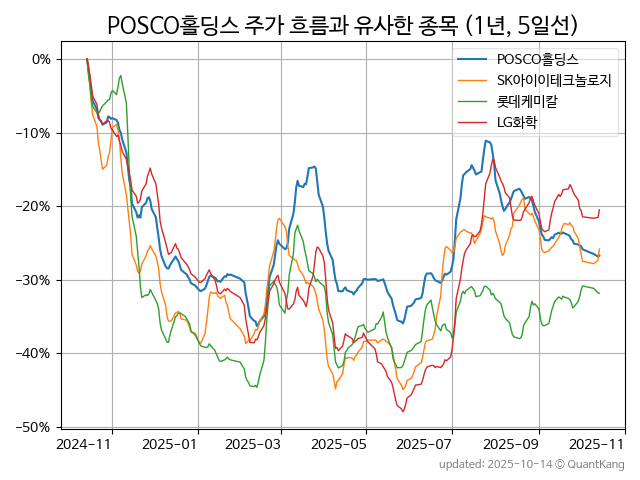 POSCO홀딩스 주가 흐름과 유사한 종목 (1년, 5일선)
POSCO홀딩스
SK아이이테크놀로지
롯데케미칼
LG화학
0%
−10%
−20%
−30%
−40%
−50%
2024-11
2025-01
2025-03
2025-05
2025-07
2025-09
2025-11
updated: 2025-10-14 © QuantKang